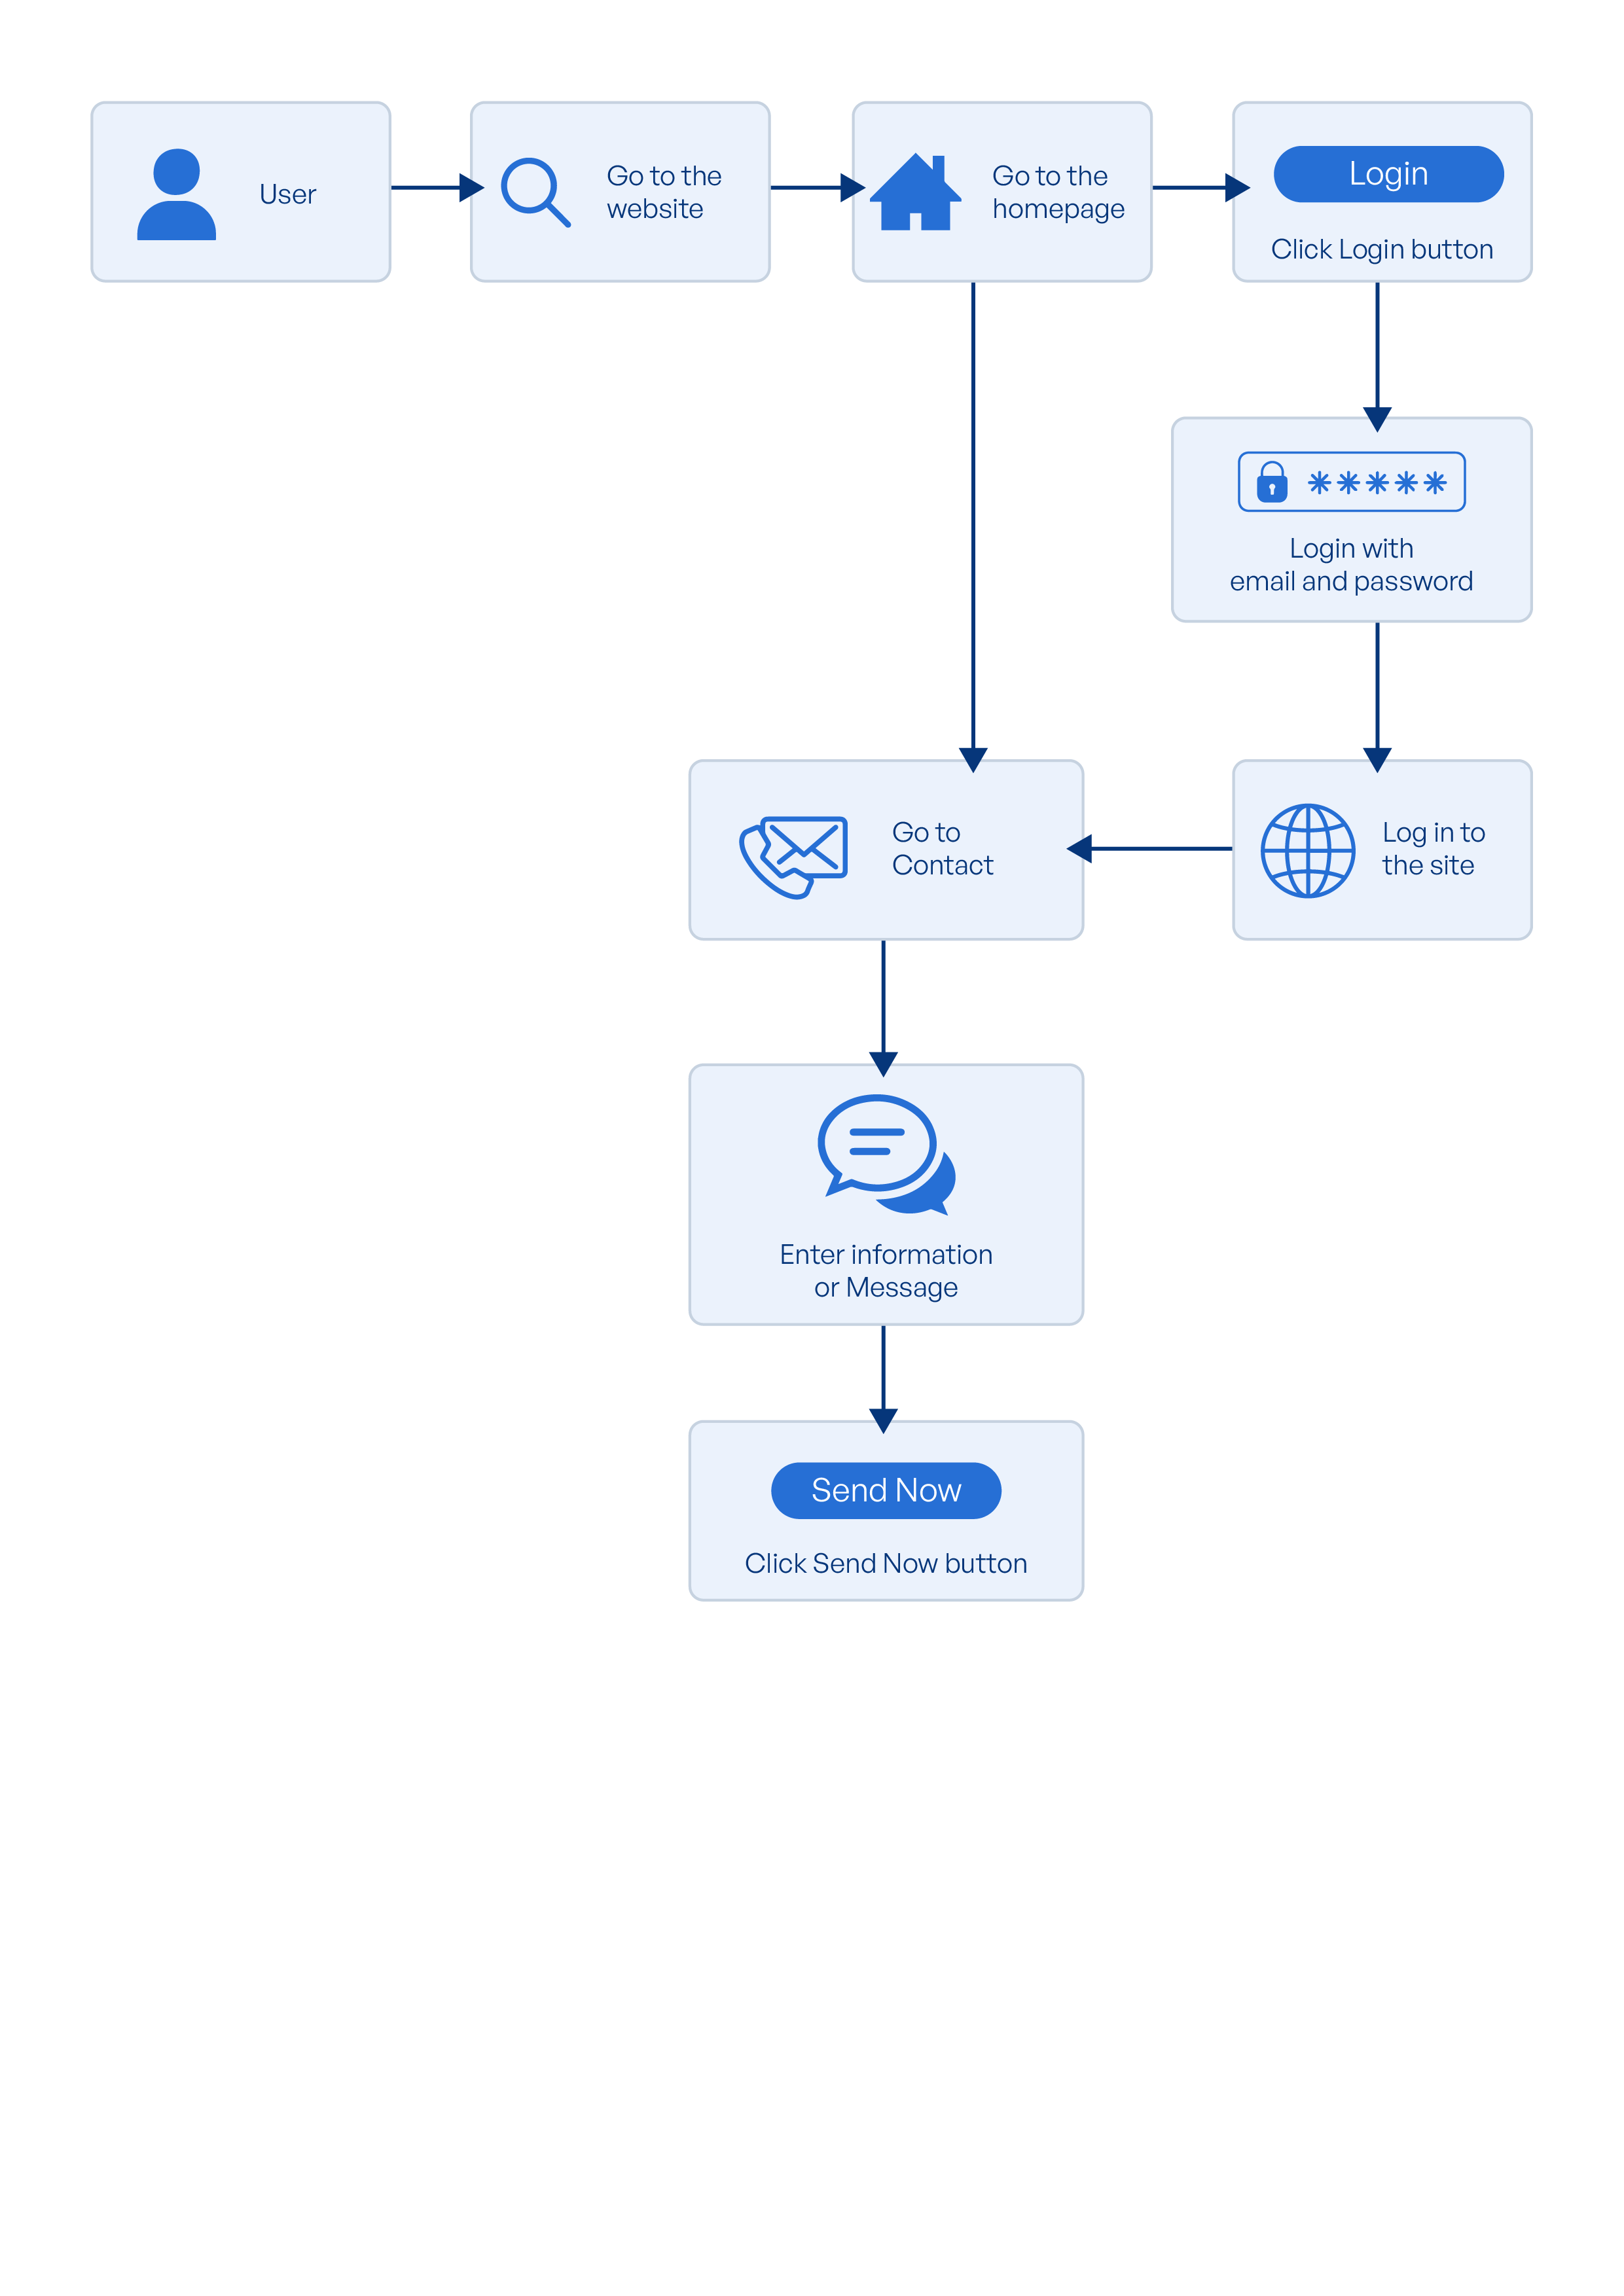 User
Go to the
website
Go to the
homepage
Login
Click Login button
Login with
email and password
Go to
Contact
Log in to
the site
Enter information
or Message
Send Now
Click Send Now button